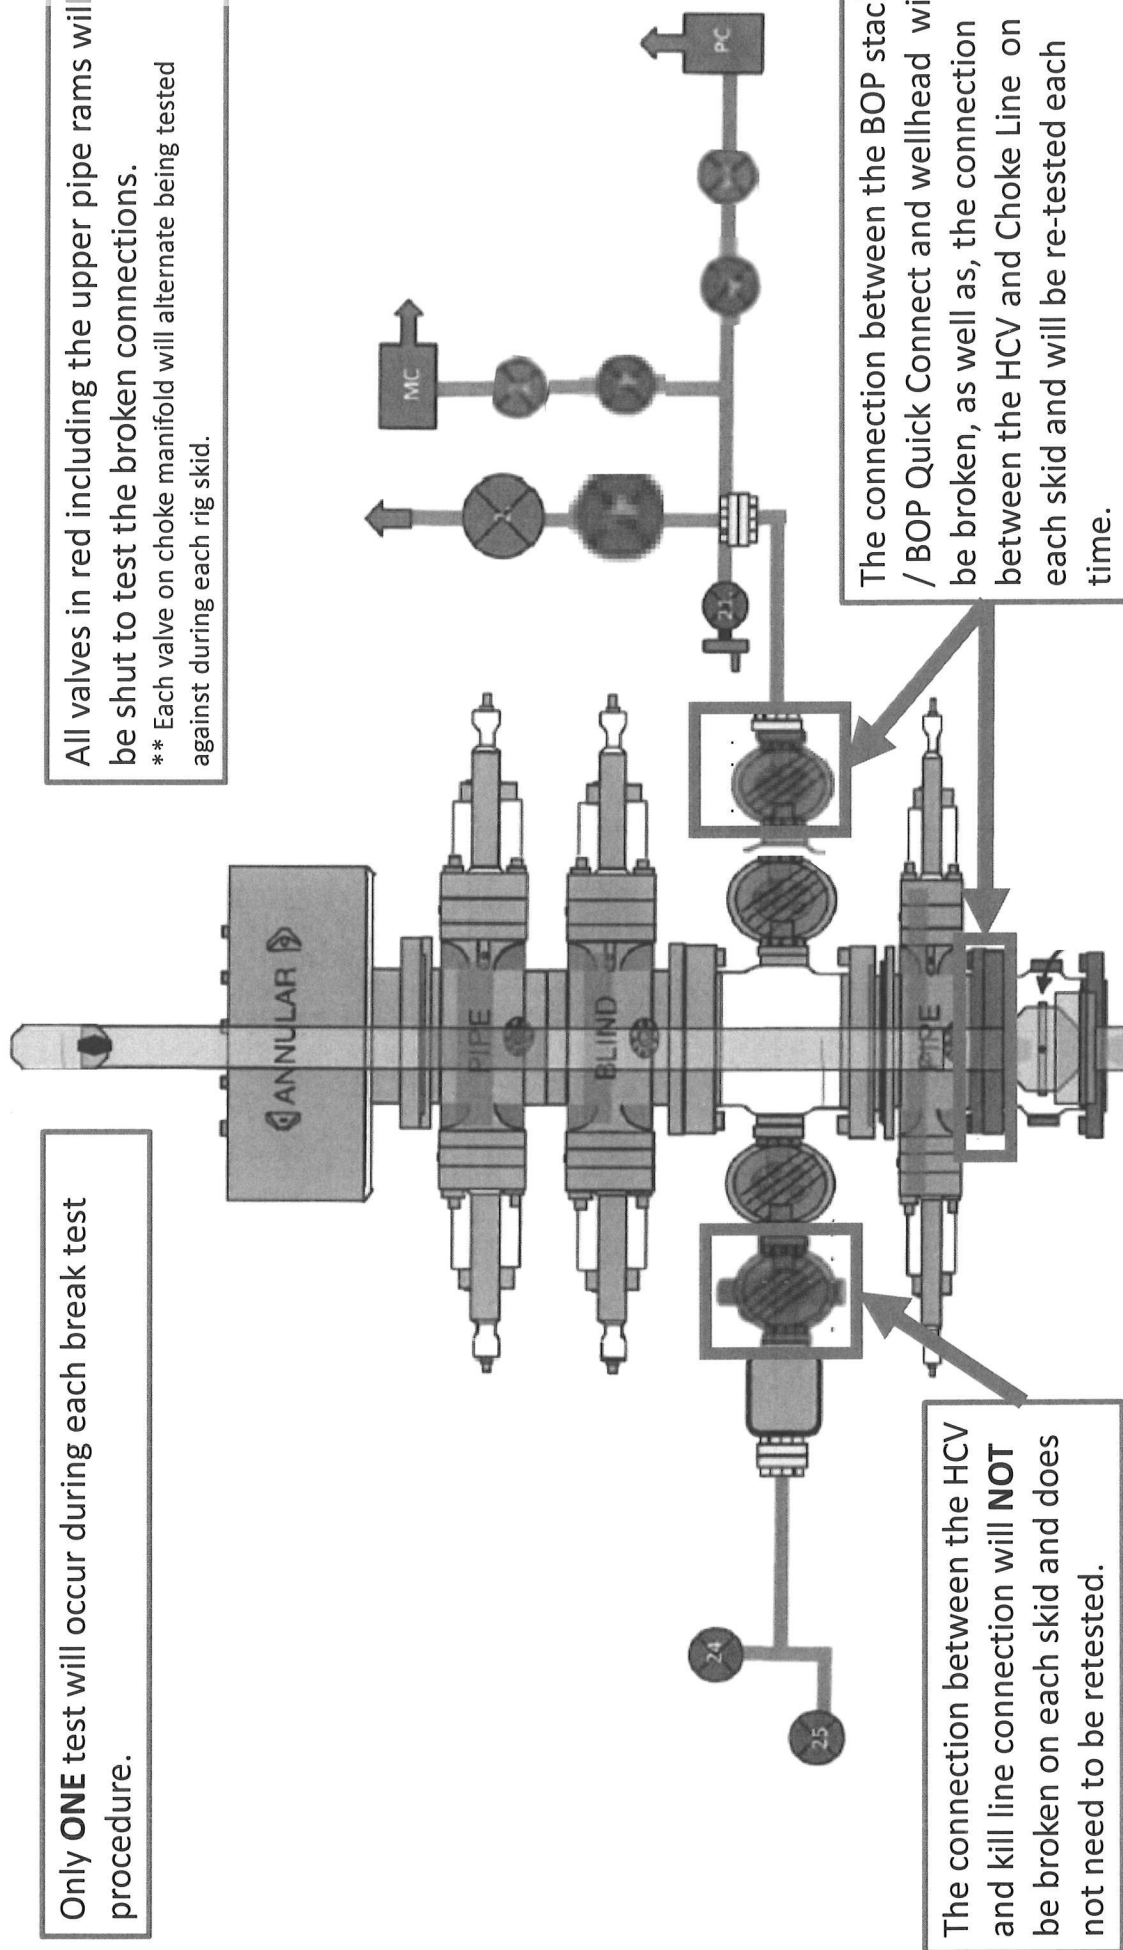 Only ONE test will occur during each break test
procedure.
All valves in red including the upper pipe rams will
be shut to test the broken connections.
** Each valve on choke manifold will alternate being tested
against during each rig skid.
ANNULAR
PIPE
BLIND
PIPE
MC
PC
21
24
25
The connection between the HCV
and kill line connection will NOT
be broken on each skid and does
not need to be retested.
The connection between the BOP stac
/ BOP Quick Connect and wellhead wi
be broken, as well as, the connection
between the HCV and Choke Line on
each skid and will be re-tested each
time.